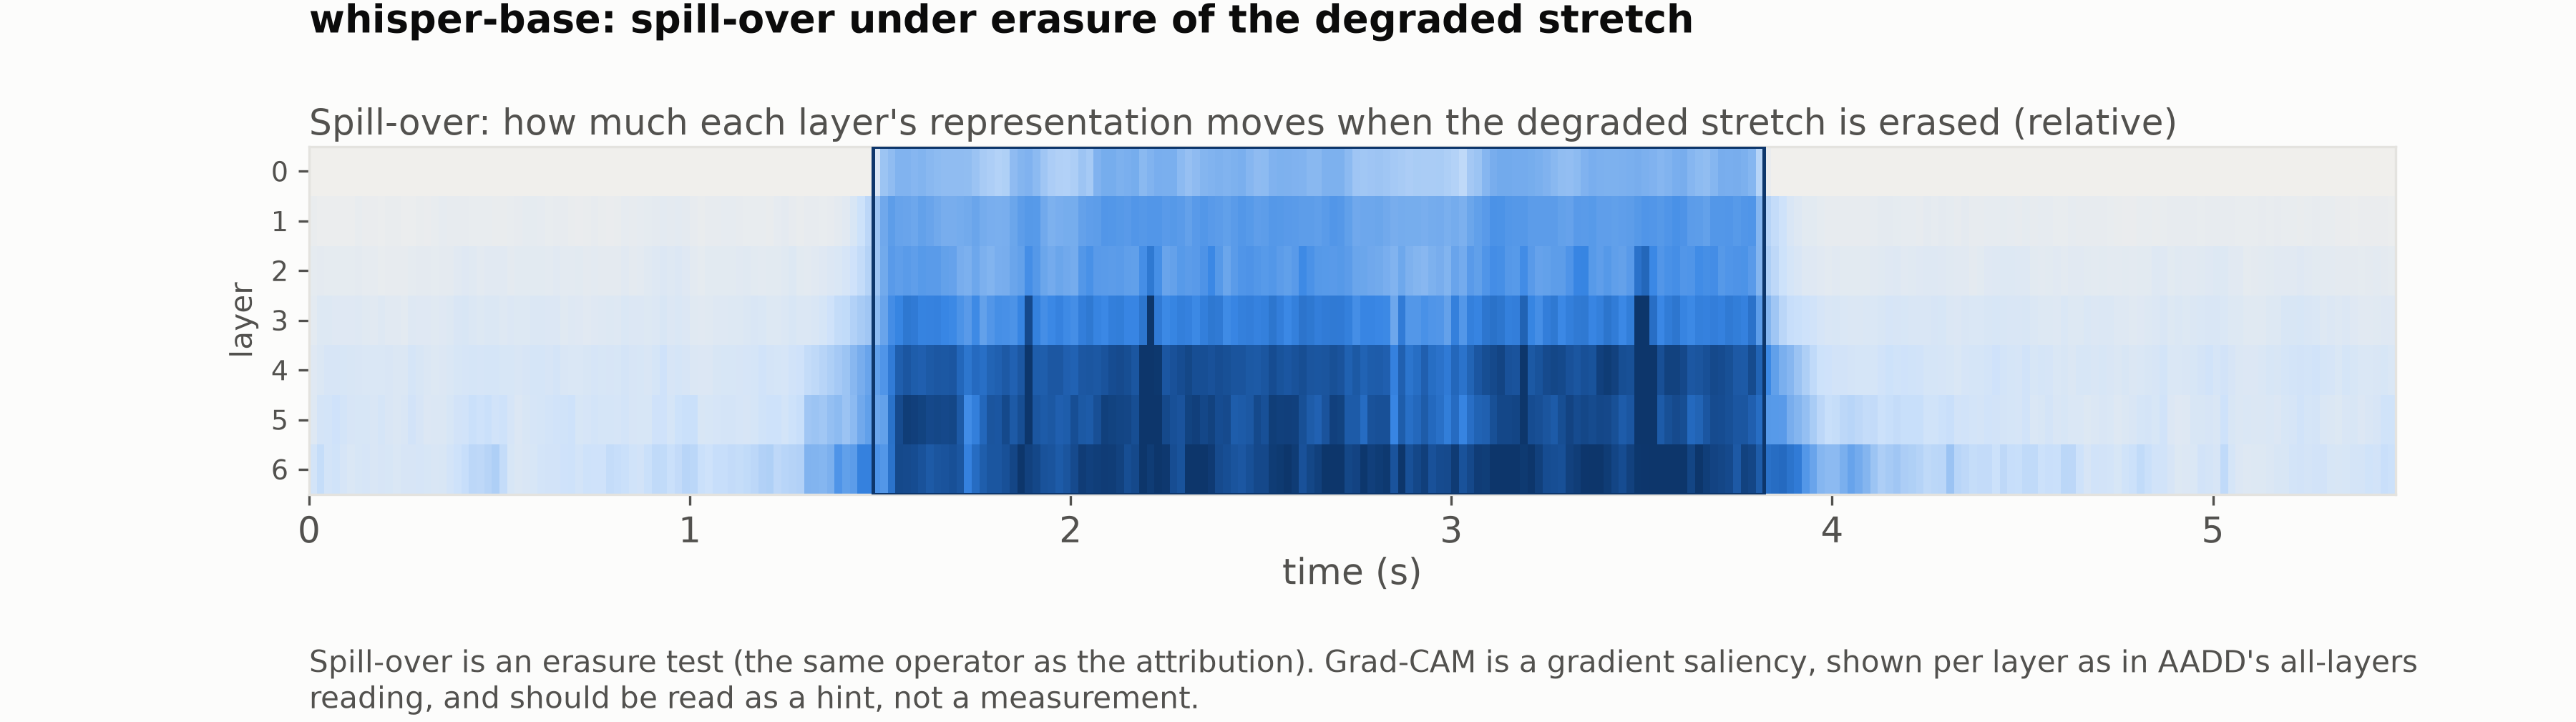 whisper-base: spill-over under erasure of the degraded stretch
Spill-over: how much each layer's representation moves when the degraded stretch is erased (relative)
layer
0
1
2
3
4
5
6
0 1 2 3 4 5
time (s)
Spill-over is an erasure test (the same operator as the attribution). Grad-CAM is a gradient saliency, shown per layer as in AADD's all-layers
reading, and should be read as a hint, not a measurement.